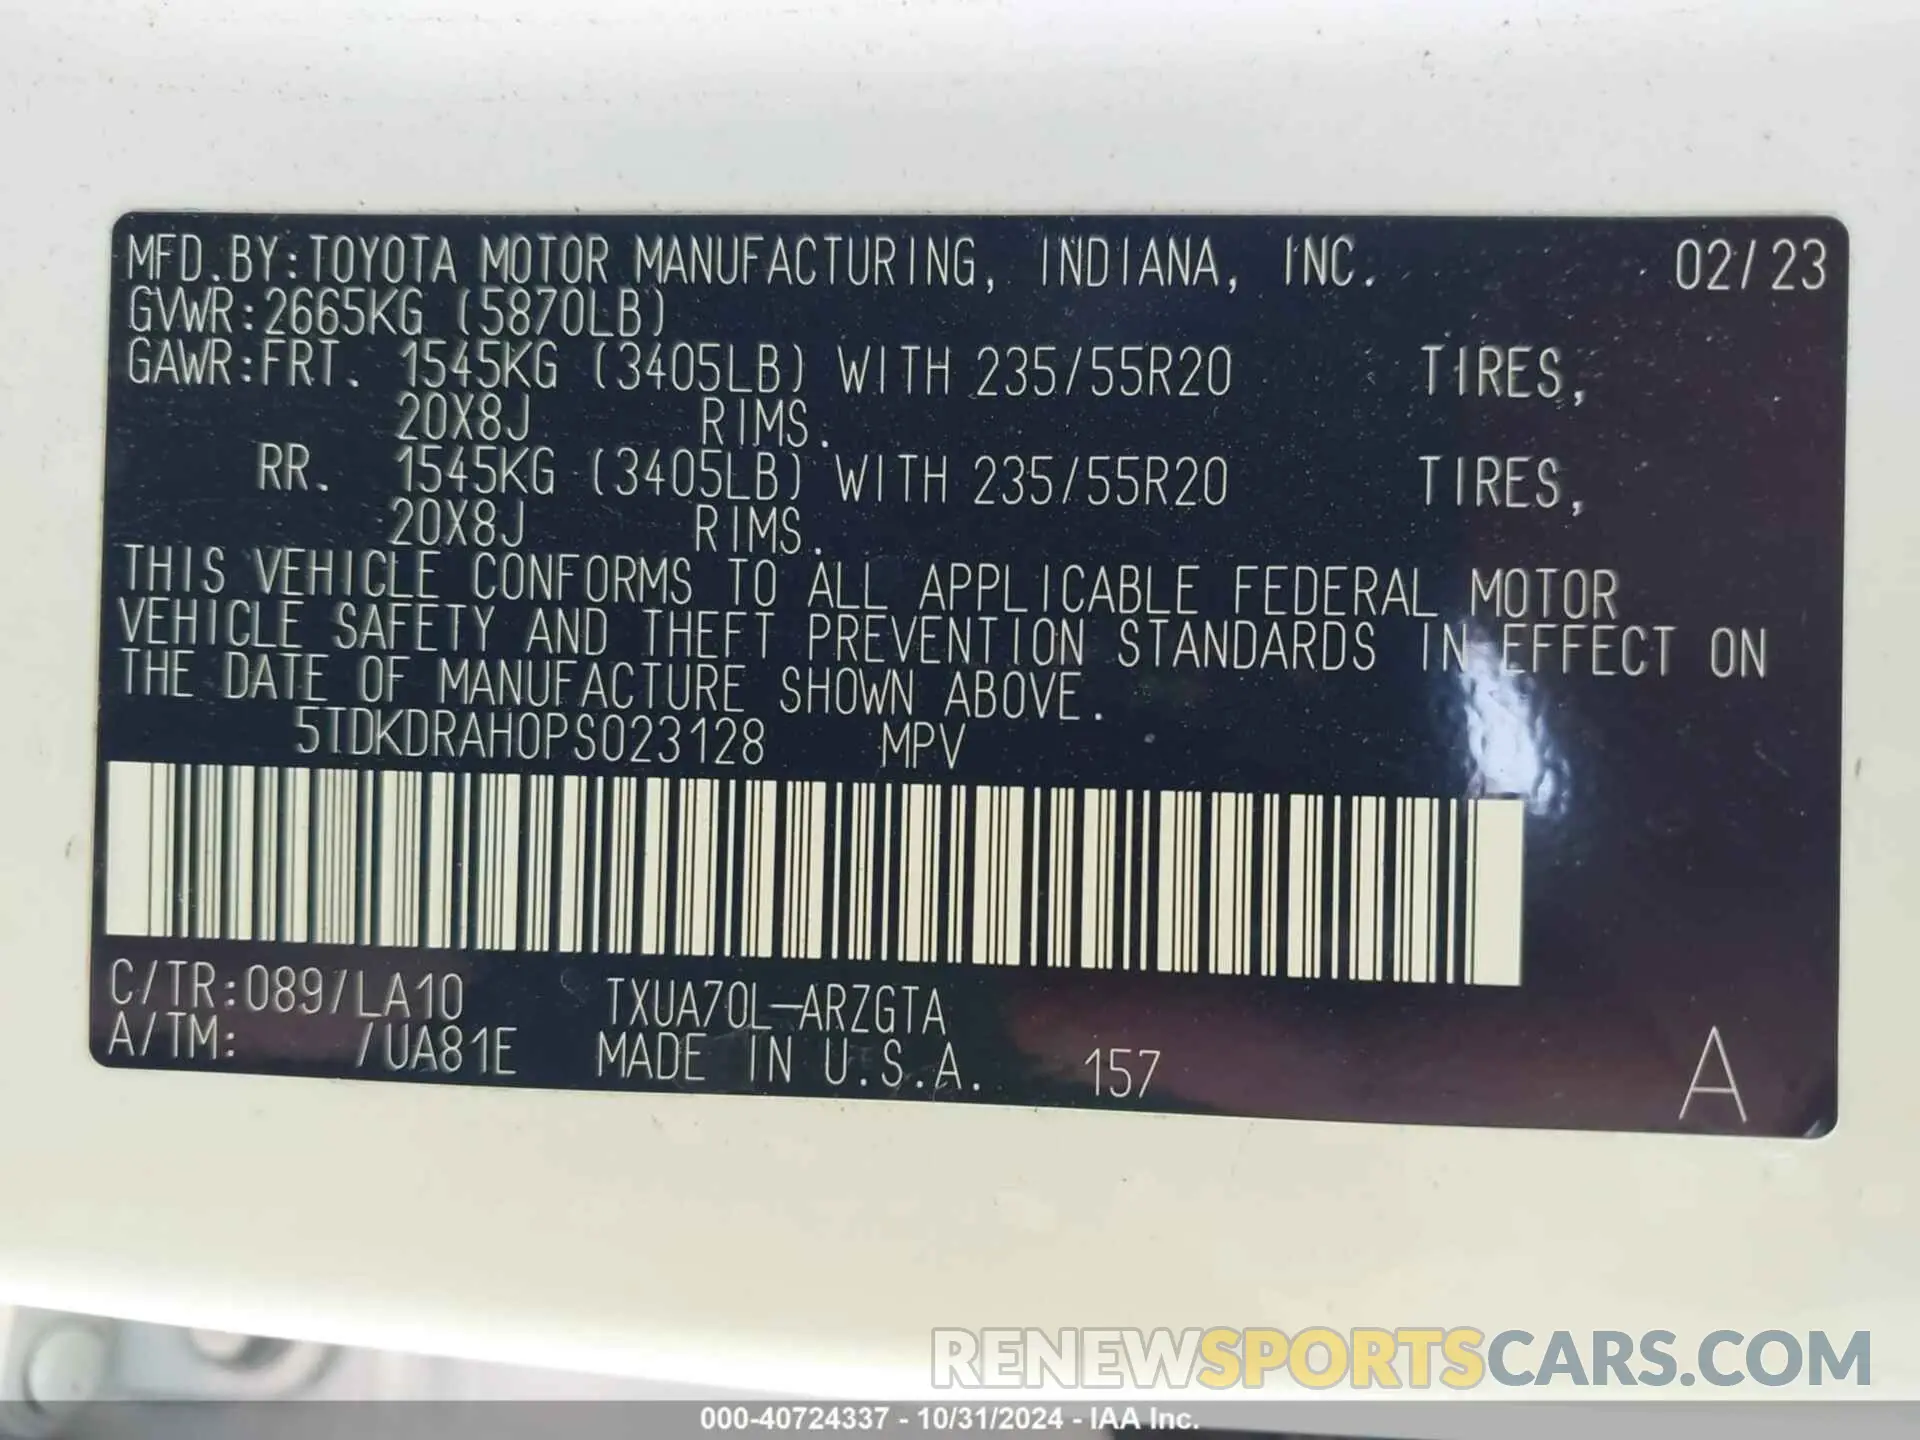 MFD.BY:TOYOTA MOTOR MANUFACTURING, INDIANA, INC. 02/23
GVWR:2665KG (5870LB)
GAWR:FRT. 1545KG (3405LB) WITH 235/55R20 TIRES,
20X8J RIMS.
RR. 1545KG (3405LB) WITH 235/55R20 TIRES,
20X8J RIMS.
THIS VEHICLE CONFORMS TO ALL APPLICABLE FEDERAL MOTOR
VEHICLE SAFETY AND THEFT PREVENTION STANDARDS IN EFFECT ON
THE DATE OF MANUFACTURE SHOWN ABOVE.
5TDKDRAH0PS023128 MPV
C/TR:089/LA10 TXUA70L-ARZGTA
A/TM: /UA81E MADE IN U.S.A. 157 A
RENEWSPORTSCARS.COM
000-40724337 - 10/31/2024 - IAA Inc.